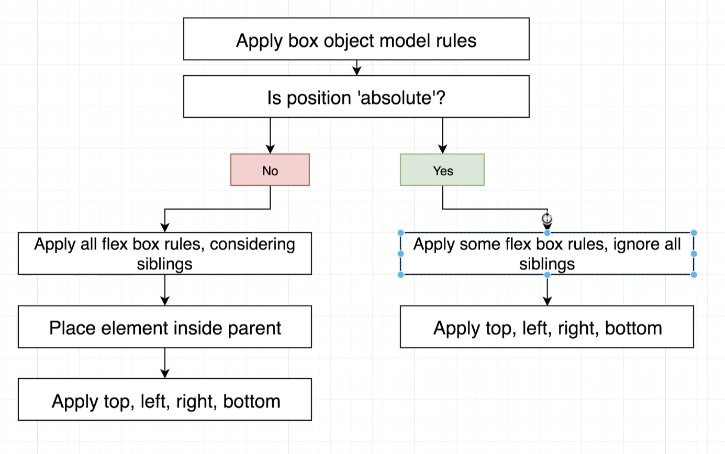 Apply box object model rules
Is position 'absolute'?
No
Yes
Apply all flex box rules, considering
siblings
Apply some flex box rules, ignore all
siblings
Place element inside parent
Apply top, left, right, bottom
Apply top, left, right, bottom